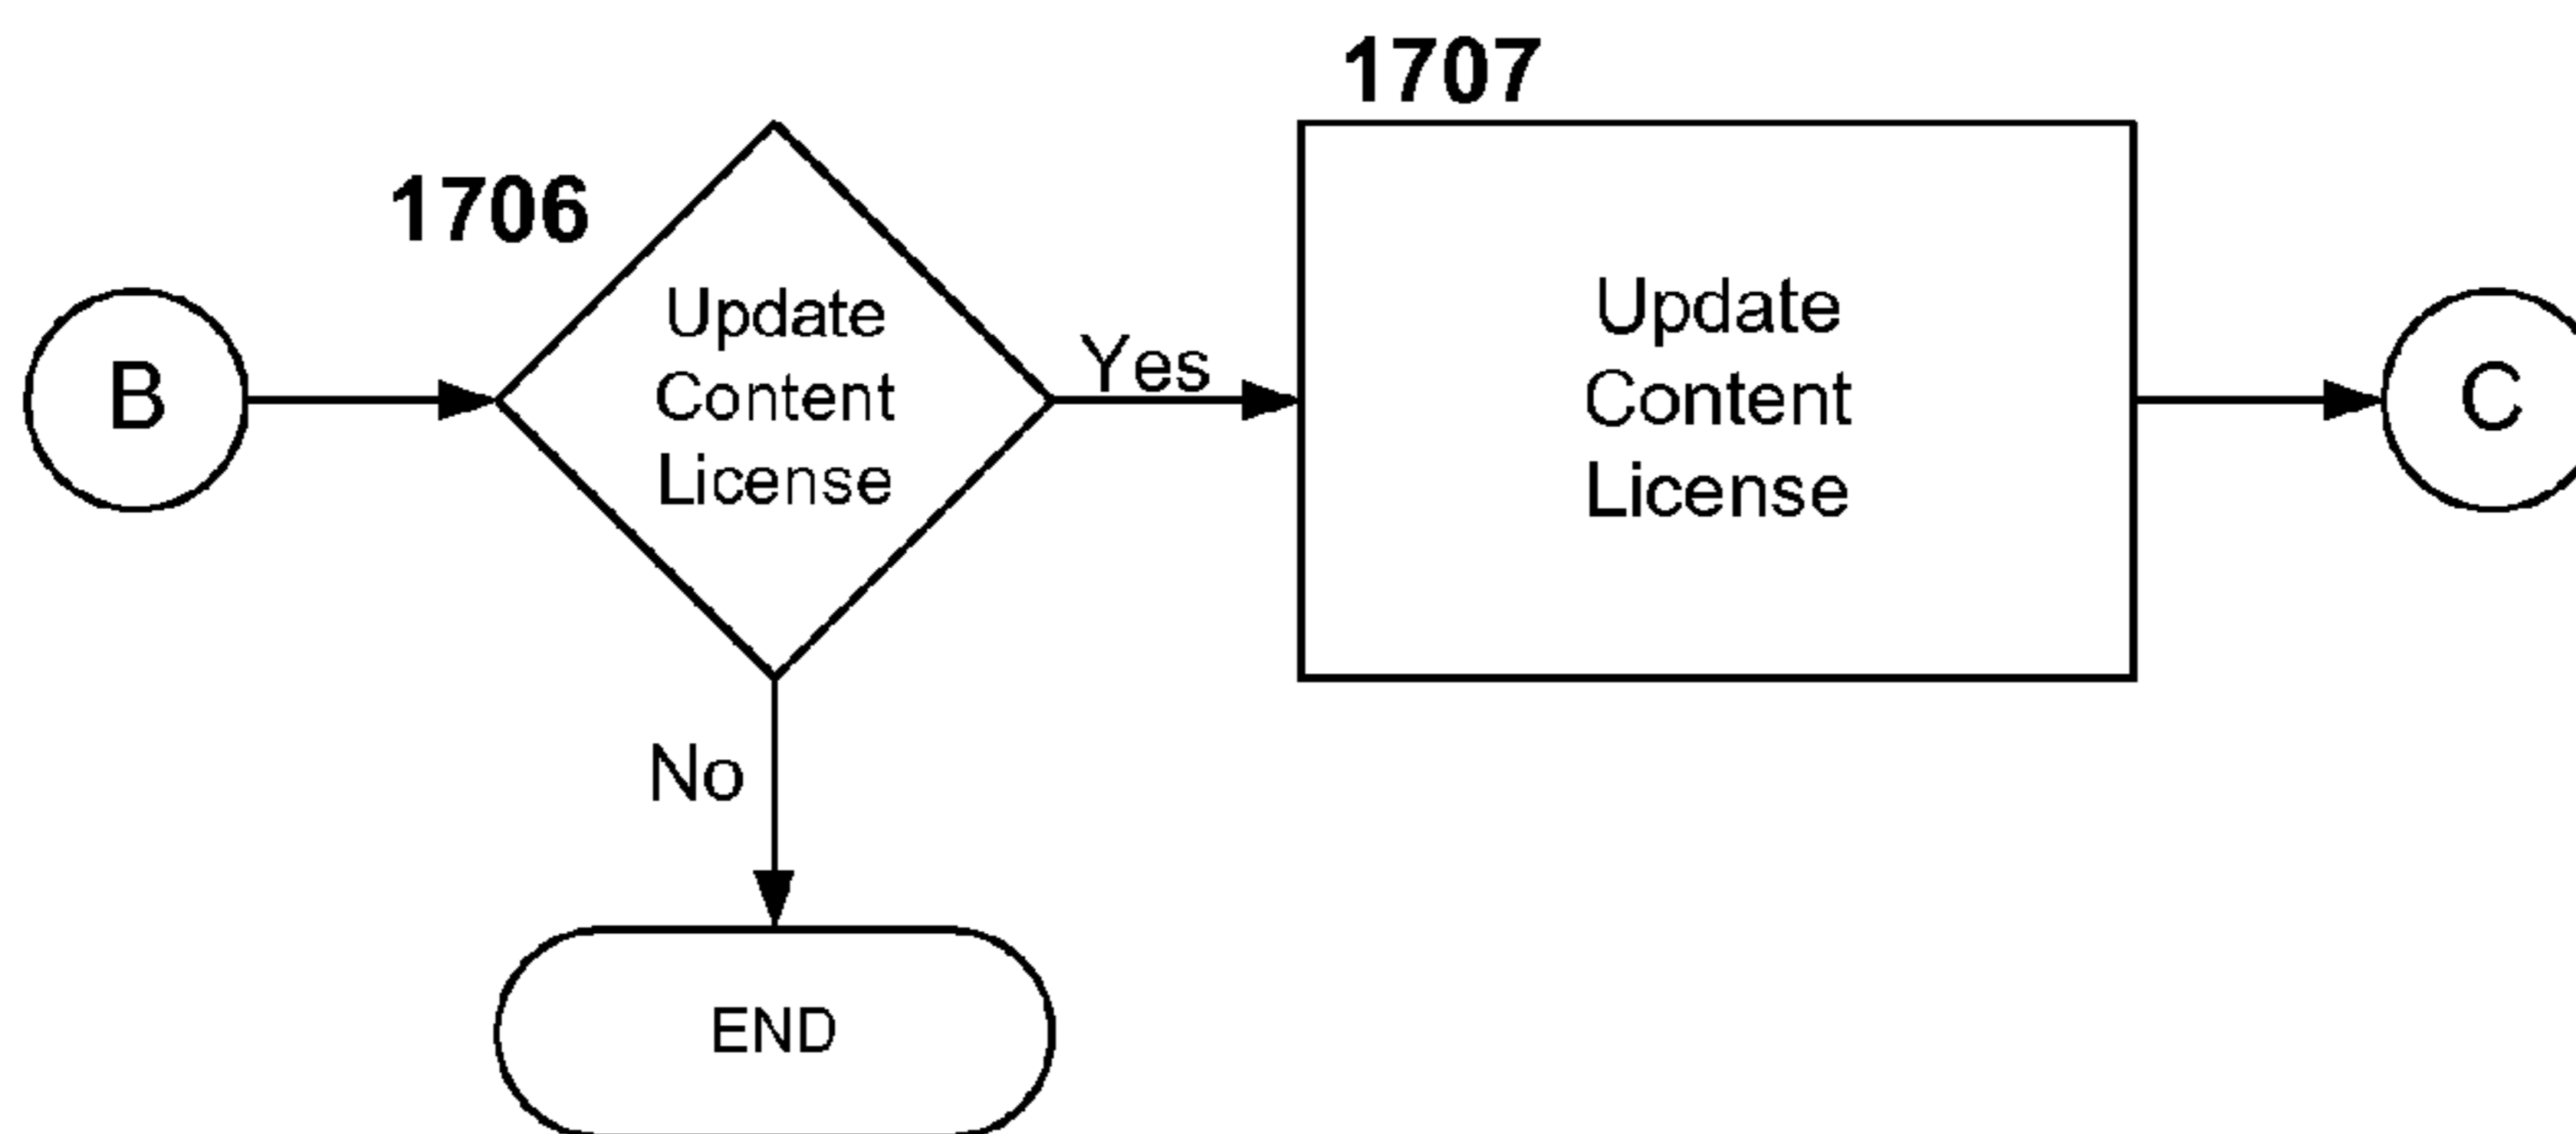 1707
1706
B
Update
Content
License
Yes
Update
Content
License
C
No
END